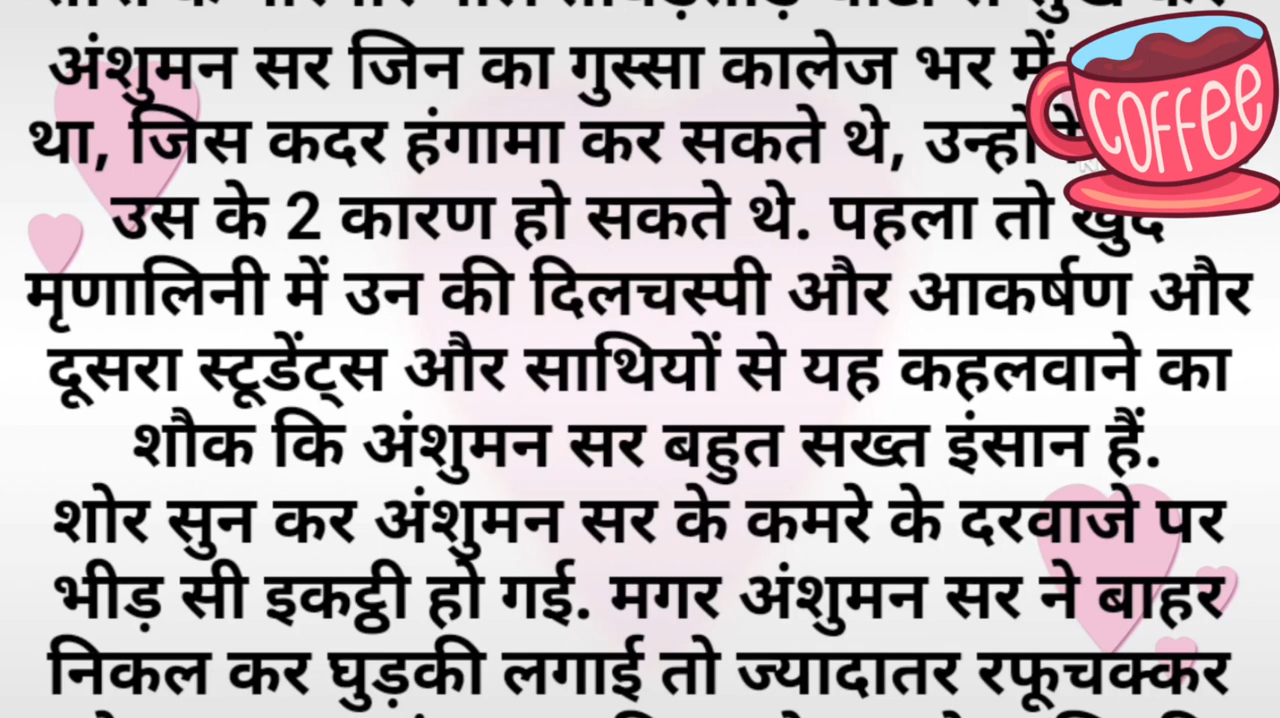 अंशुमन सर जिन का गुस्सा कालेज भर में
था, जिस कदर हंगामा कर सकते थे,
उस के 2 कारण हो सकते थे. पहला तो खुद
मृणालिनी में उन की दिलचस्पी और आकर्षण और
दूसरा स्टूडेंट्स और साथियों से यह कहलवाने का
शौक कि अंशुमन सर बहुत सख्त इंसान हैं.
शोर सुन कर अंशुमन सर के कमरे के दरवाजे पर
भीड़ सी इकट्ठी हो गई. मगर अंशुमन सर ने बाहर
निकल कर घुड़की लगाई तो ज्यादातर रफूचक्कर
COFFee